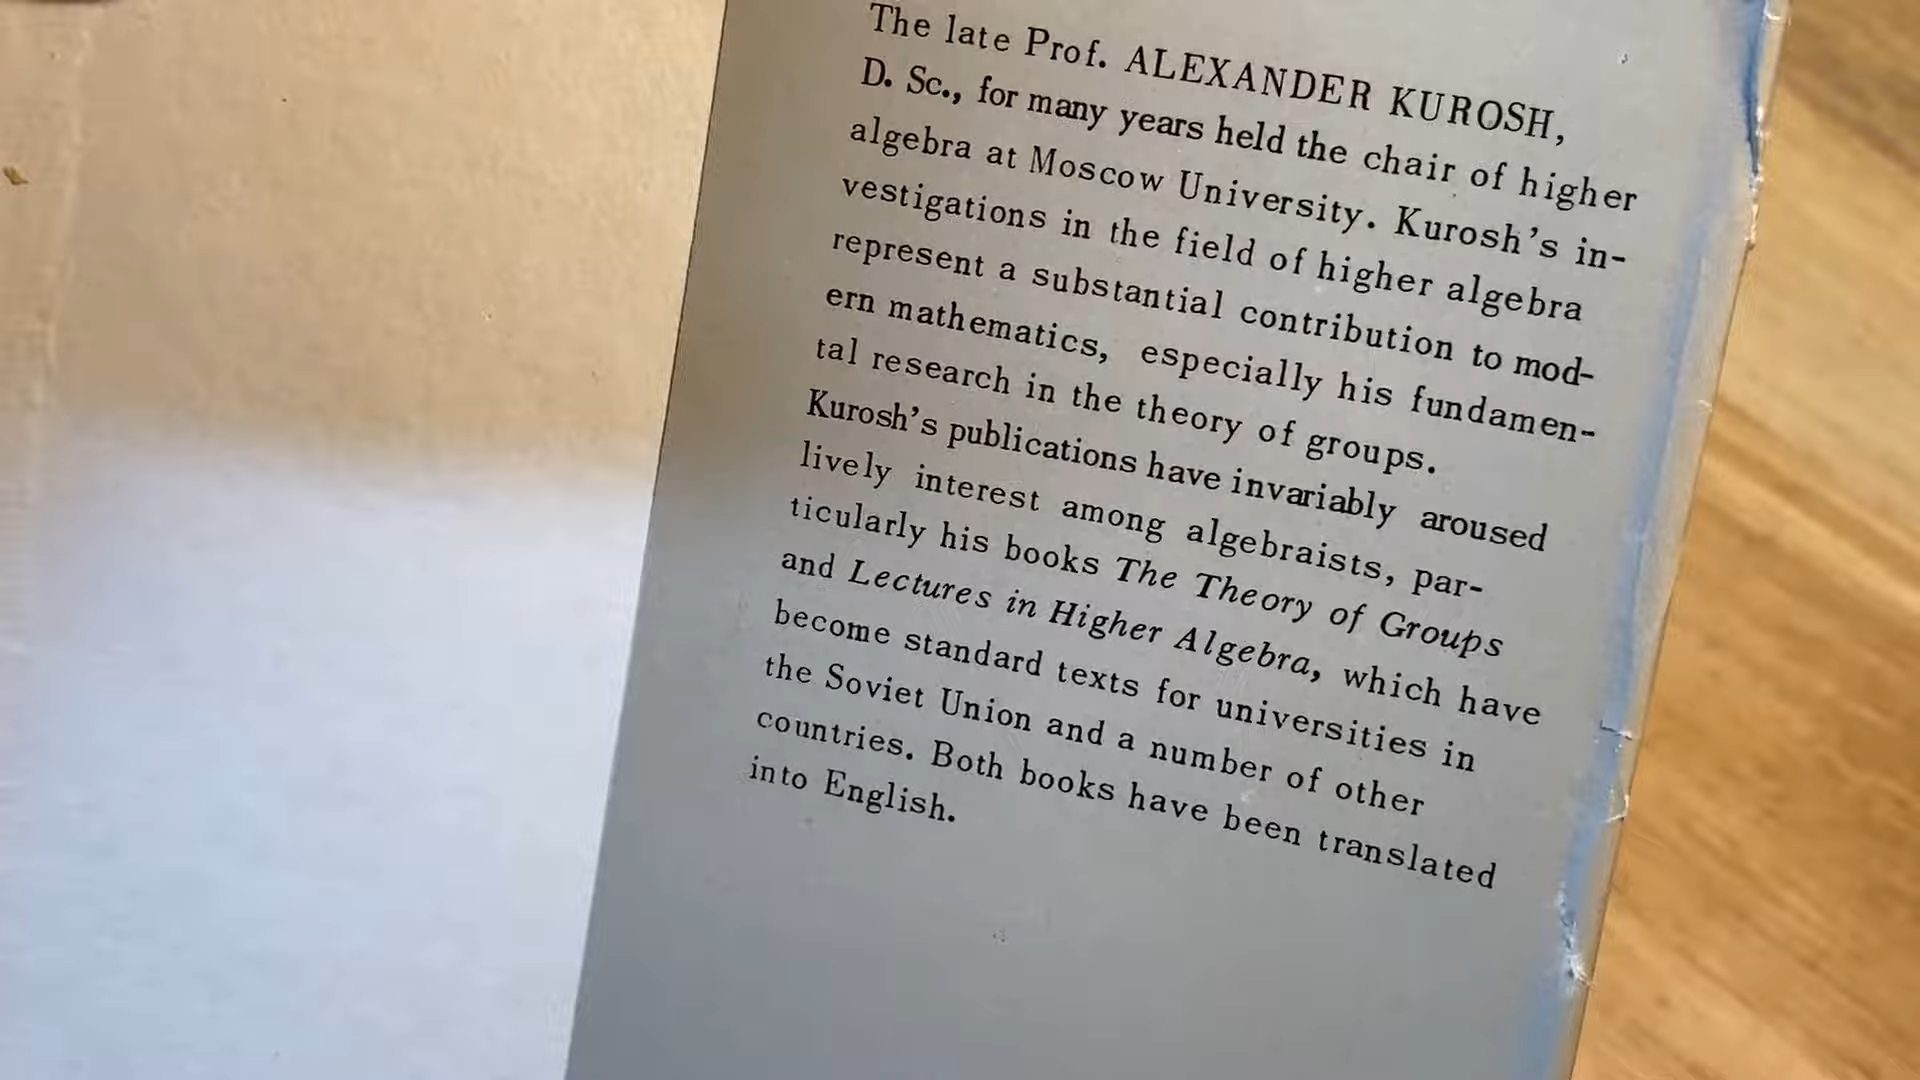 The late Prof. ALEXANDER KUROSH,
D. Sc., for many years held the chair of higher
algebra at Moscow University. Kurosh's in-
vestigations in the field of higher algebra
represent a substantial contribution to mod-
ern mathematics, especially his fundamen-
tal research in the theory of groups.
Kurosh's publications have invariably aroused
lively interest among algebraists, par-
ticularly his books The Theory of Groups
and Lectures in Higher Algebra, which have
become standard texts for universities in
the Soviet Union and a number of other
countries. Both books have been translated
into English.